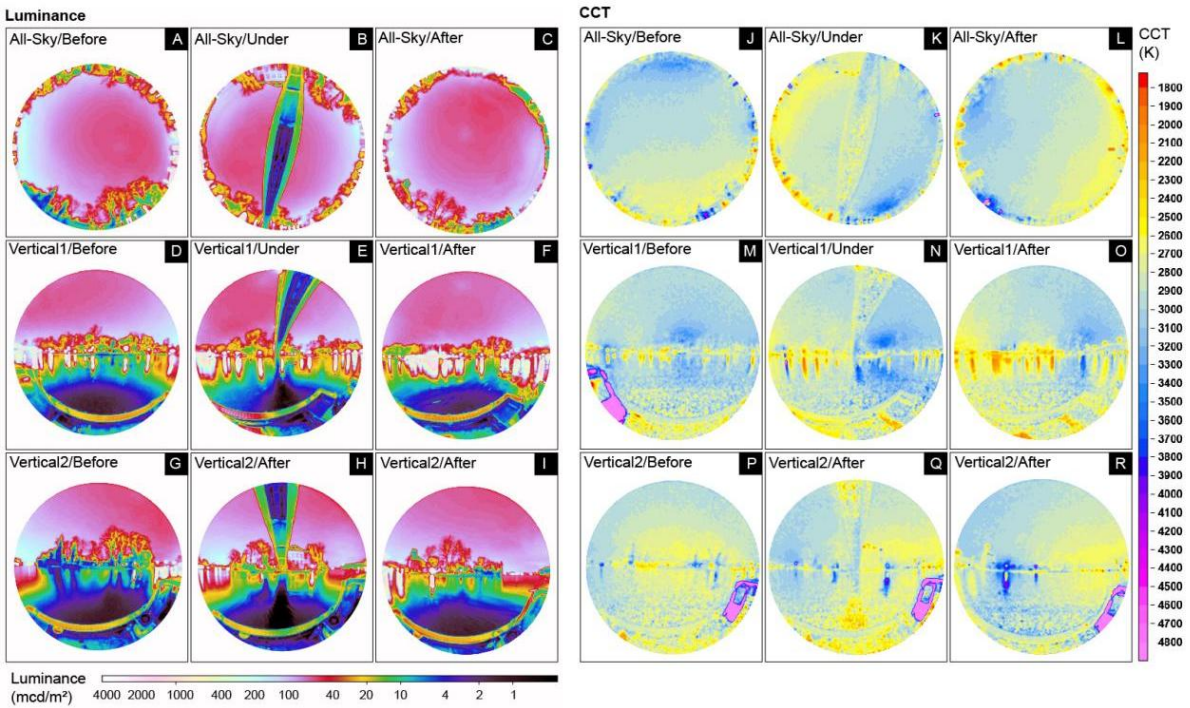 Luminance
All-Sky/Before A
All-Sky/Under B
All-Sky/After C
Vertical1/Before D
Vertical1/Under E
Vertical1/After F
Vertical2/Before G
Vertical2/After H
Vertical2/After I
Luminance
(mcd/m²)
4000 2000 1000 400 200 100 40 20 10 4 2 1
CCT
All-Sky/Before J
All-Sky/Under K
All-Sky/After L
Vertical1/Before M
Vertical1/Under N
Vertical1/After O
Vertical2/Before P
Vertical2/After Q
Vertical2/After R
CCT
(K)
1800
1900
2000
2100
2200
2300
2400
2500
2600
2700
2800
2900
3000
3100
3200
3300
3400
3500
3600
3700
3800
3900
4000
4100
4200
4300
4400
4500
4600
4700
4800